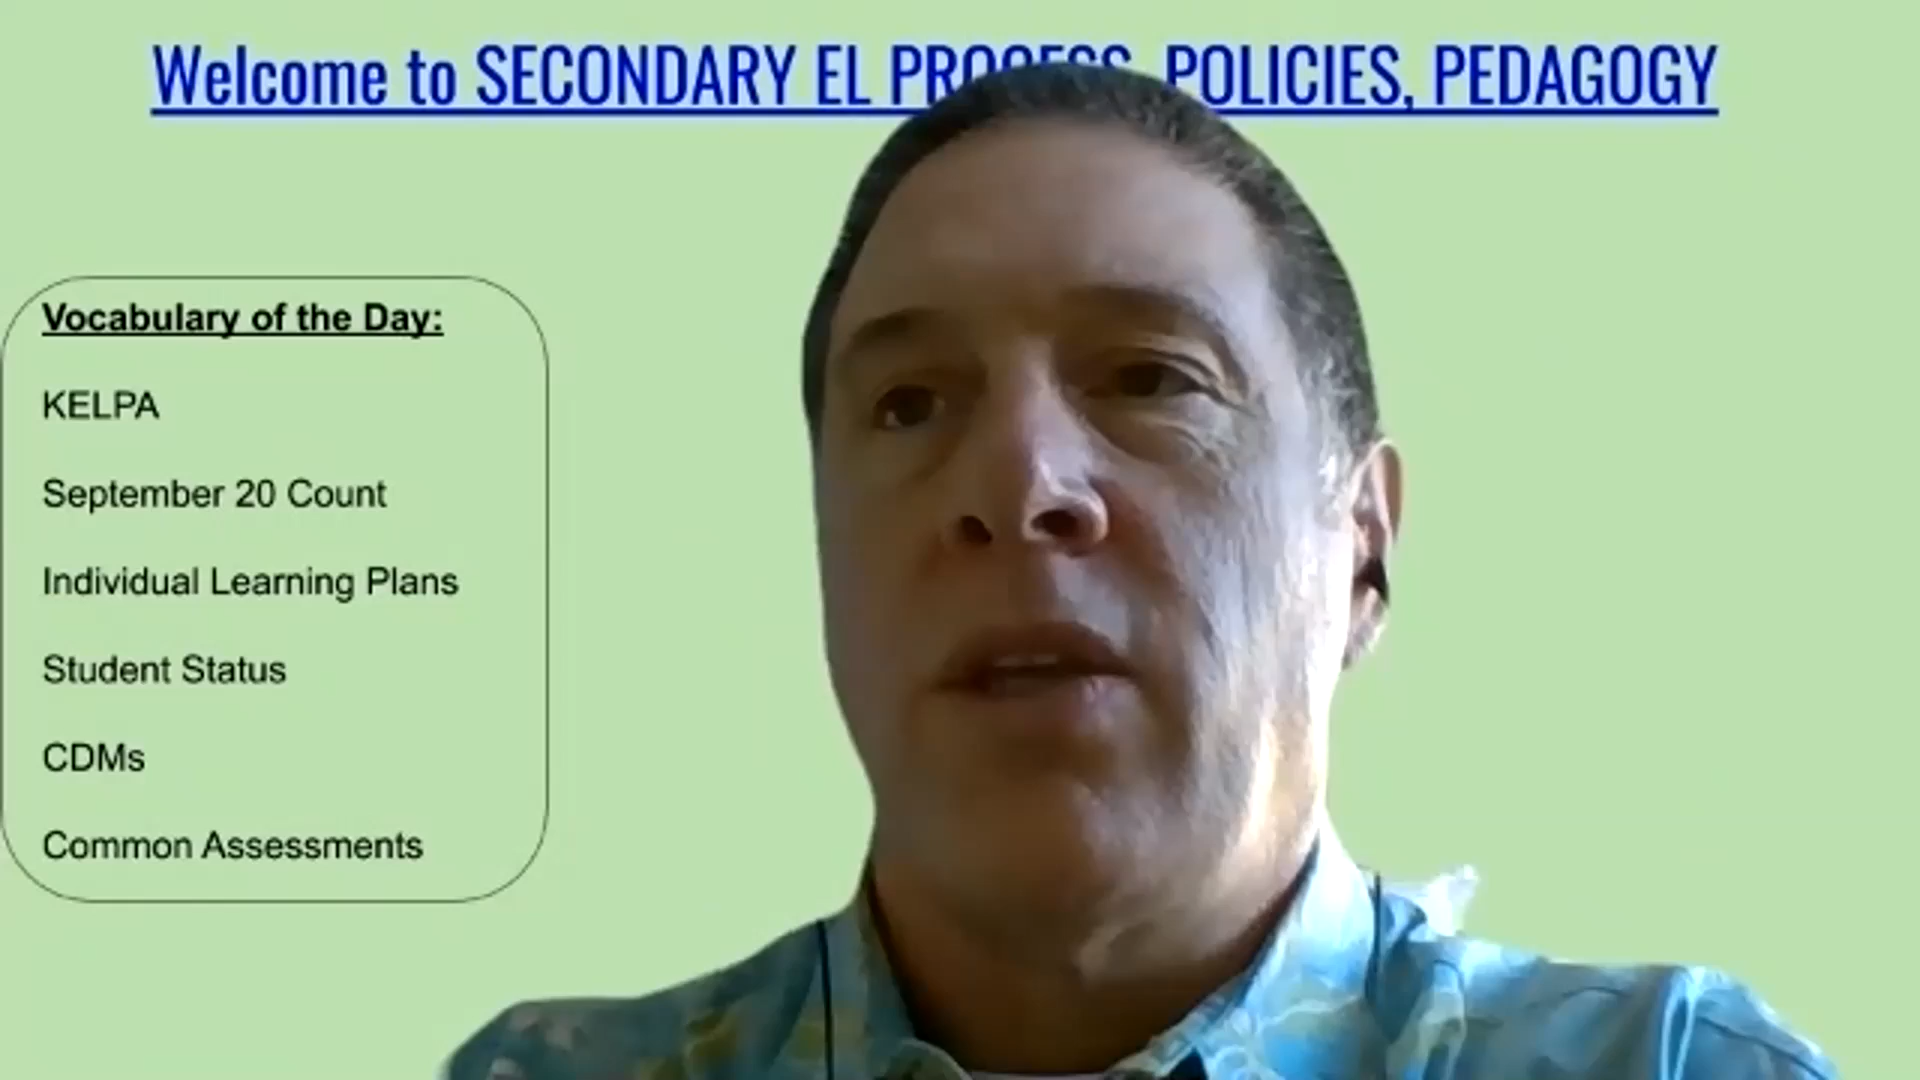 Welcome to SECONDARY EL PROCESS, POLICIES, PEDAGOGY
Vocabulary of the Day:
KELPA
September 20 Count
Individual Learning Plans
Student Status
CDMs
Common Assessments